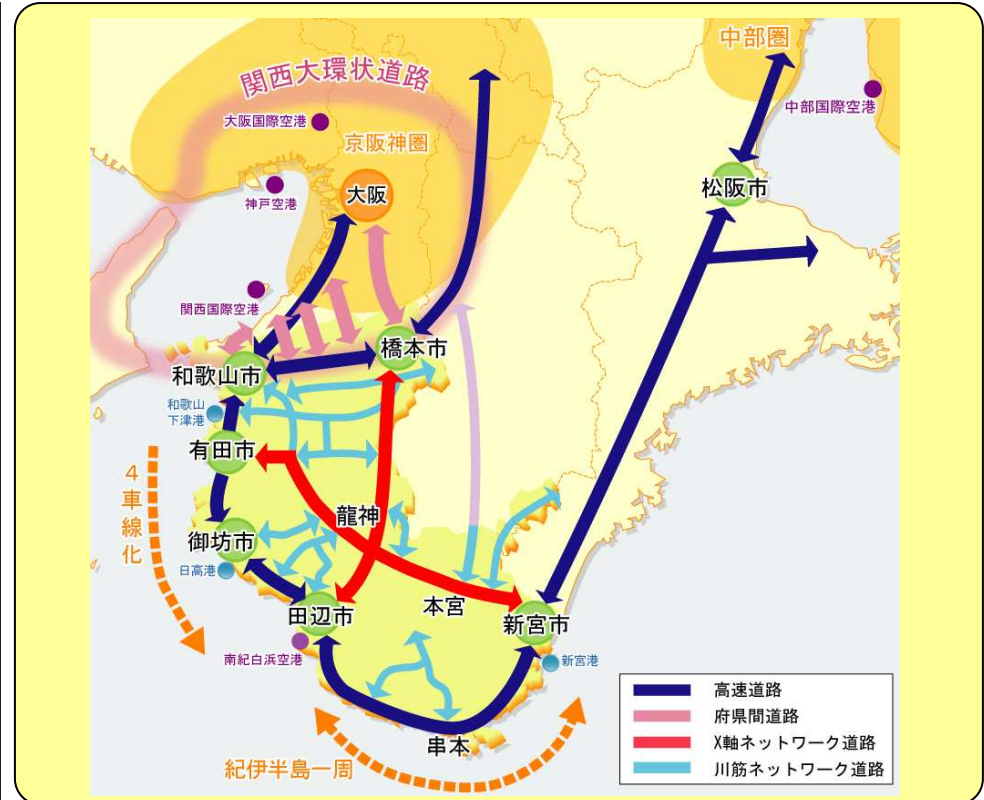 中部圏
関西大環状道路
中部国際空港
大阪国際空港
京阪神圏
大阪
松阪市
神戸空港
関西国際空港
橋本市
和歌山市
和歌山
下津港
有田市
4
車
線
化
龍神
御坊市
日高港
本宮
田辺市
新宮市
南紀白浜空港
新宮港
串本
紀伊半島一周
高速道路
府県間道路
X軸ネットワーク道路
川筋ネットワーク道路